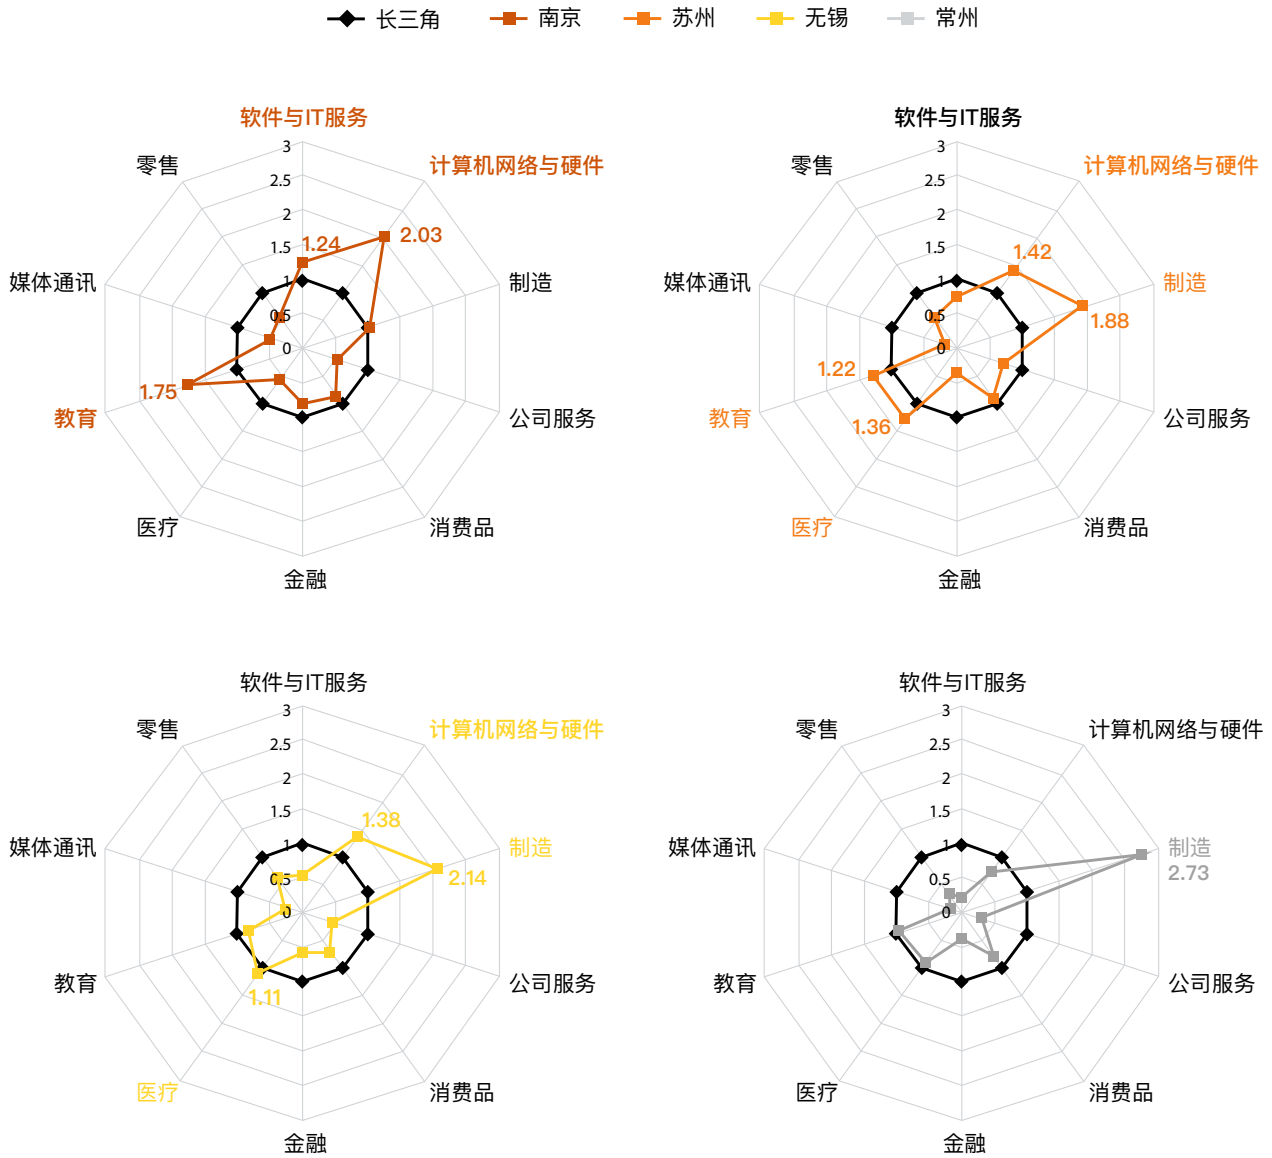 长三角 南京 苏州 无锡 常州
软件与IT服务
计算机网络与硬件
制造
公司服务
消费品
金融
医疗
教育
媒体通讯
零售
3
2.5
2
1.5
1
0.5
0
1.24
2.03
1.75
软件与IT服务
计算机网络与硬件
制造
公司服务
消费品
金融
医疗
教育
媒体通讯
零售
3
2.5
2
1.5
1
0.5
0
1.42
1.88
1.22
1.36
软件与IT服务
计算机网络与硬件
制造
公司服务
消费品
金融
医疗
教育
媒体通讯
零售
3
2.5
2
1.5
1
0.5
0
1.38
2.14
1.11
软件与IT服务
计算机网络与硬件
制造
2.73
公司服务
消费品
金融
医疗
教育
媒体通讯
零售
3
2.5
2
1.5
1
0.5
0